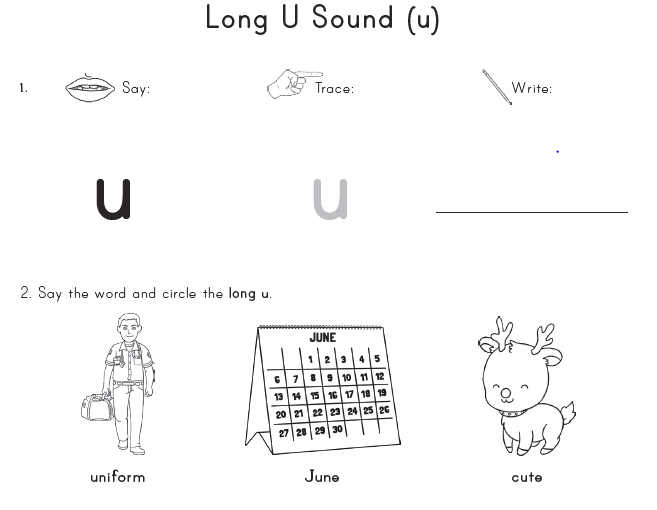 Long U Sound (u)
1. Say: Trace: Write:
u u
2. Say the word and circle the long u.
JUNE
1 2 3 4 5
6 7 8 9 10 11 12
13 14 15 16 17 18 19
20 21 22 23 24 25 26
27 28 29 30
uniform June cute